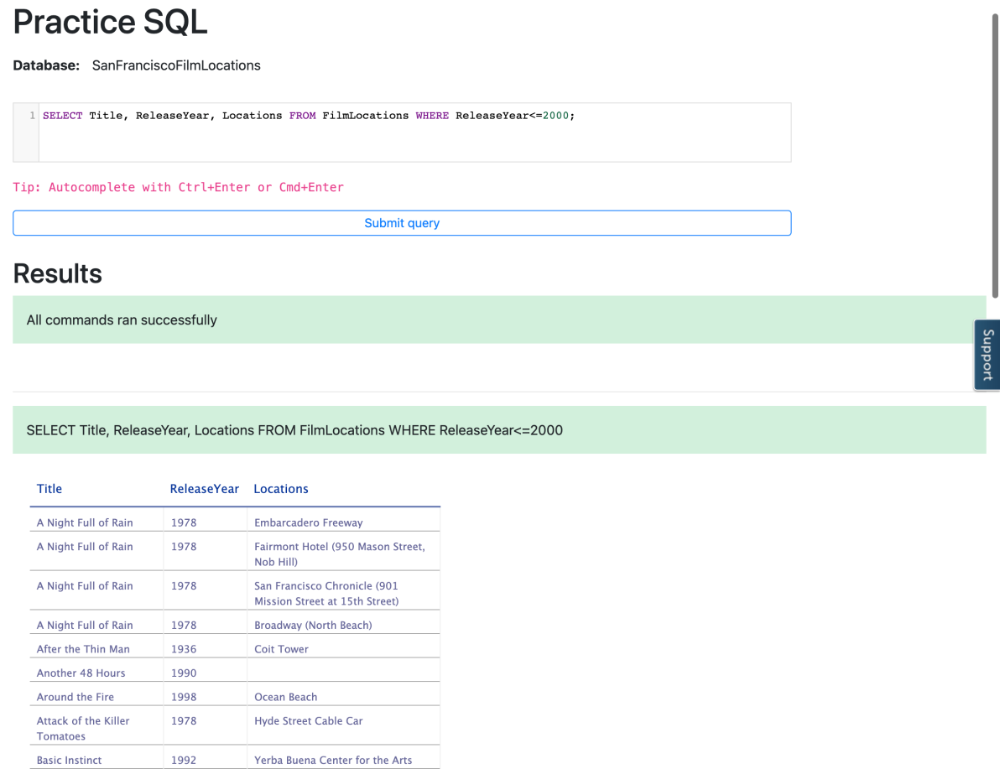 Practice SQL
Database: SanFranciscoFilmLocations
1 SELECT Title, ReleaseYear, Locations FROM FilmLocations WHERE ReleaseYear<=2000;
Tip: Autocomplete with Ctrl+Enter or Cmd+Enter
Submit query
Results
All commands ran successfully
Support
SELECT Title, ReleaseYear, Locations FROM FilmLocations WHERE ReleaseYear<=2000
Title ReleaseYear Locations
A Night Full of Rain 1978 Embarcadero Freeway
A Night Full of Rain 1978 Fairmont Hotel (950 Mason Street,
Nob Hill)
A Night Full of Rain 1978 San Francisco Chronicle (901
Mission Street at 15th Street)
A Night Full of Rain 1978 Broadway (North Beach)
After the Thin Man 1936 Coit Tower
Another 48 Hours 1990
Around the Fire 1998 Ocean Beach
Attack of the Killer 1978 Hyde Street Cable Car
Tomatoes
Basic Instinct 1992 Yerba Buena Center for the Arts